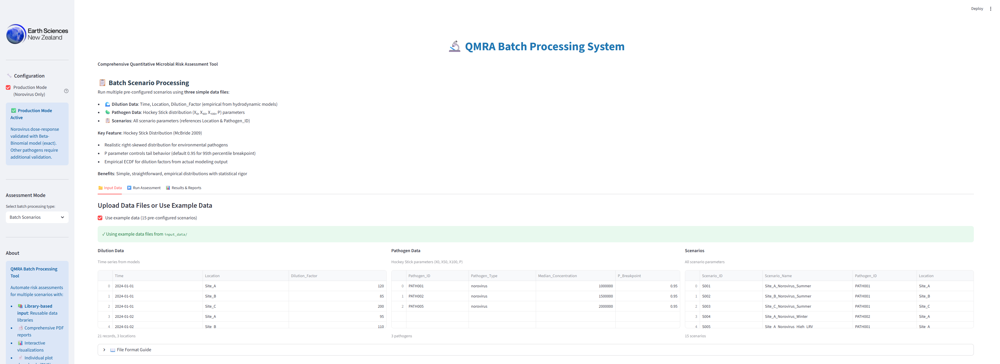 Deploy
Earth Sciences
New Zealand
Configuration
Production Mode
(Norovirus Only)
Production Mode
Active
Norovirus dose-response
validated with Beta-
Binomial model (exact).
Other pathogens require
additional validation.
Assessment Mode
Select batch processing type:
Batch Scenarios
About
QMRA Batch Processing
Tool
Automate risk assessments
for multiple scenarios with:
• Library-based
input: Reusable data
libraries
• Comprehensive PDF
reports
• Interactive
visualizations
• Individual plot
QMRA Batch Processing System
Comprehensive Quantitative Microbial Risk Assessment Tool
Batch Scenario Processing
Run multiple pre-configured scenarios using three simple data files:
• Dilution Data: Time, Location, Dilution_Factor (empirical from hydrodynamic models)
• Pathogen Data: Hockey Stick distribution (X₀, X₅₀, X₁₀₀, P) parameters
• Scenarios: All scenario parameters (references Location & Pathogen_ID)
Key Feature: Hockey Stick Distribution (McBride 2009)
• Realistic right-skewed distribution for environmental pathogens
• P parameter controls tail behavior (default 0.95 for 95th percentile breakpoint)
• Empirical ECDF for dilution factors from actual modeling output
Benefits: Simple, straightforward, empirical distributions with statistical rigor
Input Data Run Assessment Results & Reports
Upload Data Files or Use Example Data
Use example data (15 pre-configured scenarios)
✓ Using example data files from input_data/
Dilution Data
Time-series from models
Time Location Dilution_Factor
0 2024-01-01 Site_A 120
1 2024-01-01 Site_B 85
2 2024-01-01 Site_C 200
3 2024-01-02 Site_A 95
4 2024-01-02 Site_B 110
21 records, 3 locations
Pathogen Data
Hockey Stick parameters (X0, X50, X100, P)
Pathogen_ID Pathogen_Type Median_Concentration P_Breakpoint
0 PATH001 norovirus 1000000 0.95
1 PATH002 norovirus 1500000 0.95
2 PATH005 norovirus 2000000 0.95
3 pathogens
Scenarios
All scenario parameters
Scenario_ID Scenario_Name Pathogen_ID Location
0 S001 Site_A_Norovirus_Summer PATH001 Site_A
1 S002 Site_B_Norovirus_Summer PATH001 Site_B
2 S003 Site_C_Norovirus_Summer PATH001 Site_C
3 S004 Site_A_Norovirus_Winter PATH002 Site_A
4 S005 Site_A_Norovirus_High_LRV PATH001 Site_A
15 scenarios
File Format Guide